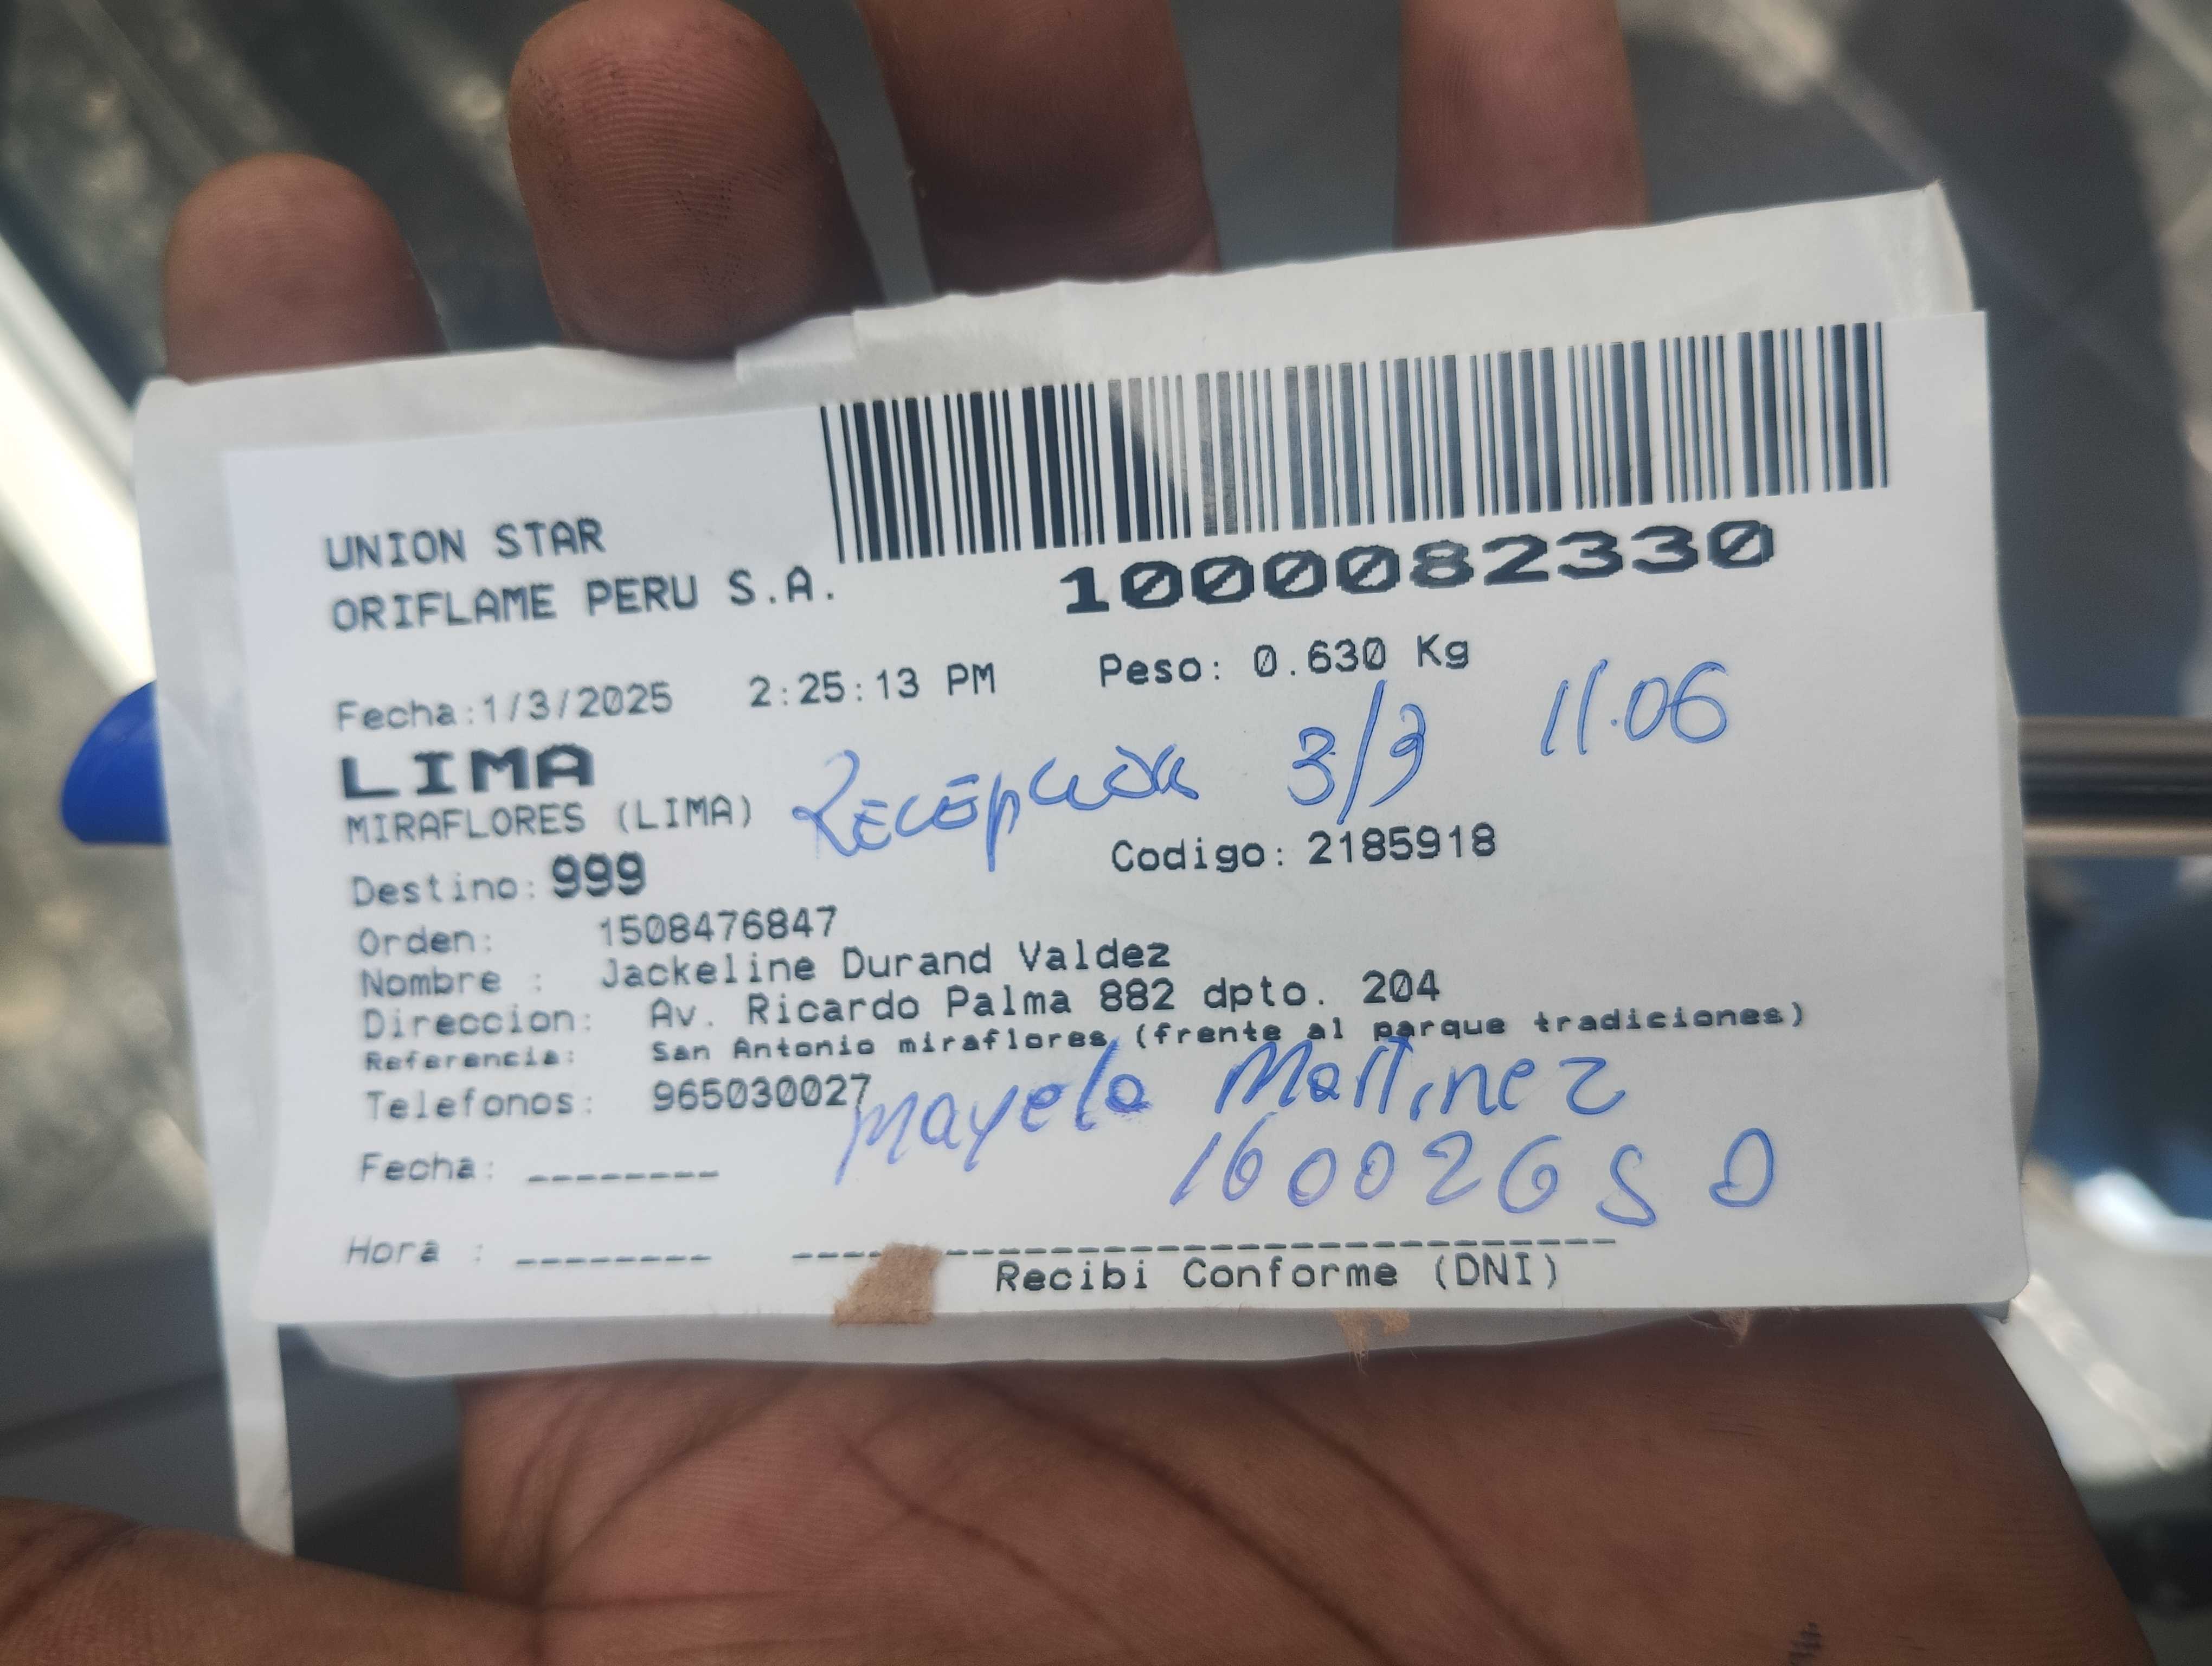 UNION STAR
ORIFLAME PERU S.A.
1000082330
Fecha:1/3/2025 2:25:13 PM Peso: 0.630 Kg
LIMA
MIRAFLORES (LIMA)
Recepción 3/3 11.06
Destino: 999 Codigo: 2185918
Orden: 1508476847
Nombre : Jackeline Durand Valdez
Direccion: Av. Ricardo Palma 882 dpto. 204
Referencia: San Antonio miraflores (frente al parque tradiciones)
Telefonos: 965030027
Mayela Martinez
Fecha: --------
Hora : --------
Recibi Conforme (DNI)